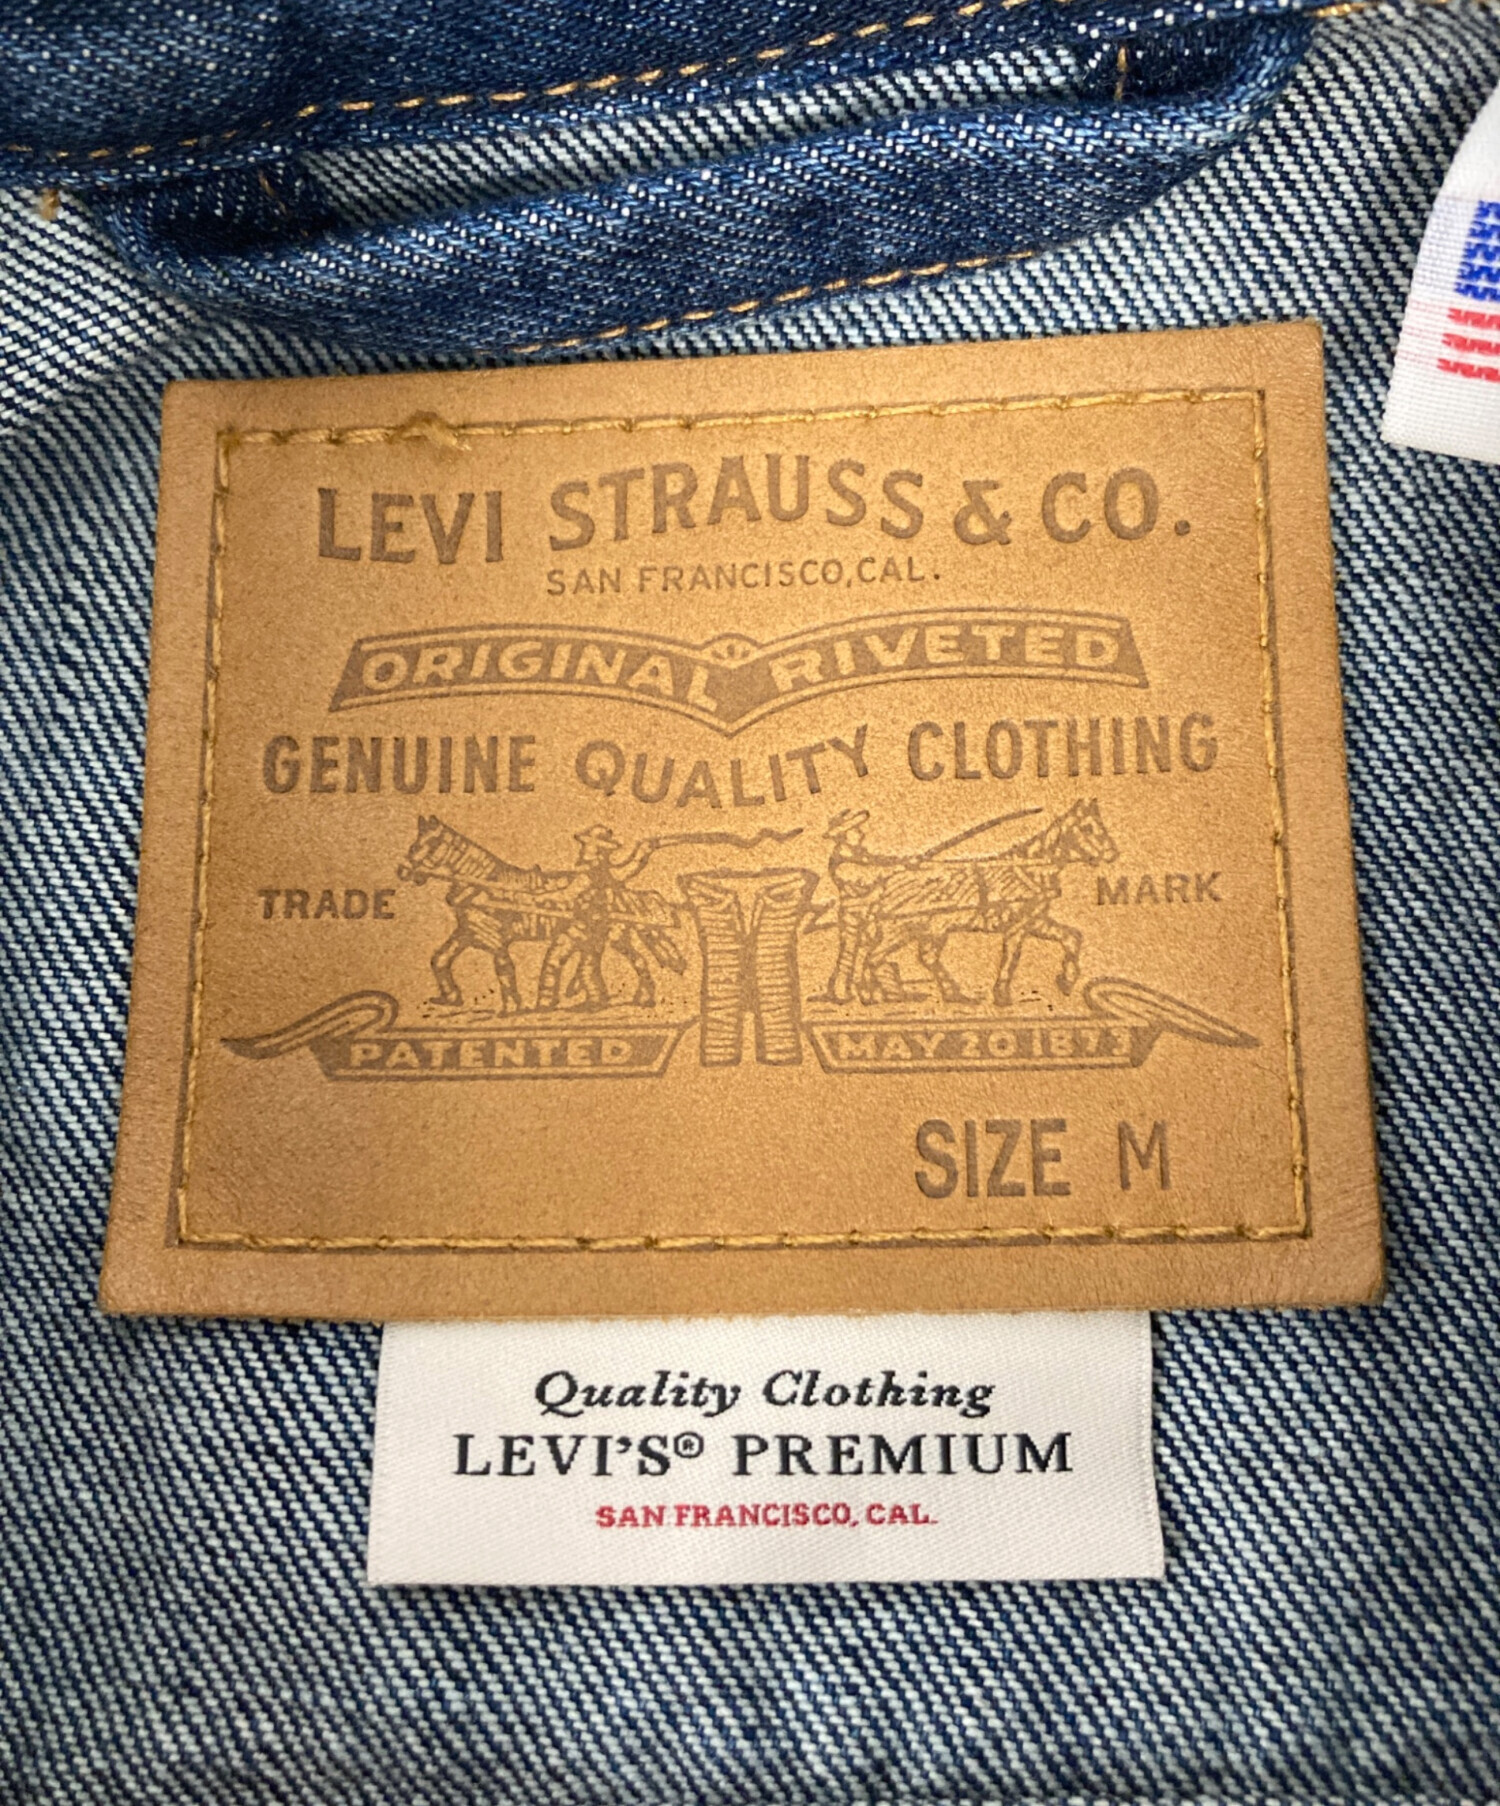 LEVI STRAUSS & CO.
SAN FRANCISCO, CAL.
ORIGINAL RIVETED
GENUINE QUALITY CLOTHING
TRADE MARK
PATENTED MAY 20 1873
SIZE M
Quality Clothing
LEVI'S® PREMIUM
SAN FRANCISCO, CAL.